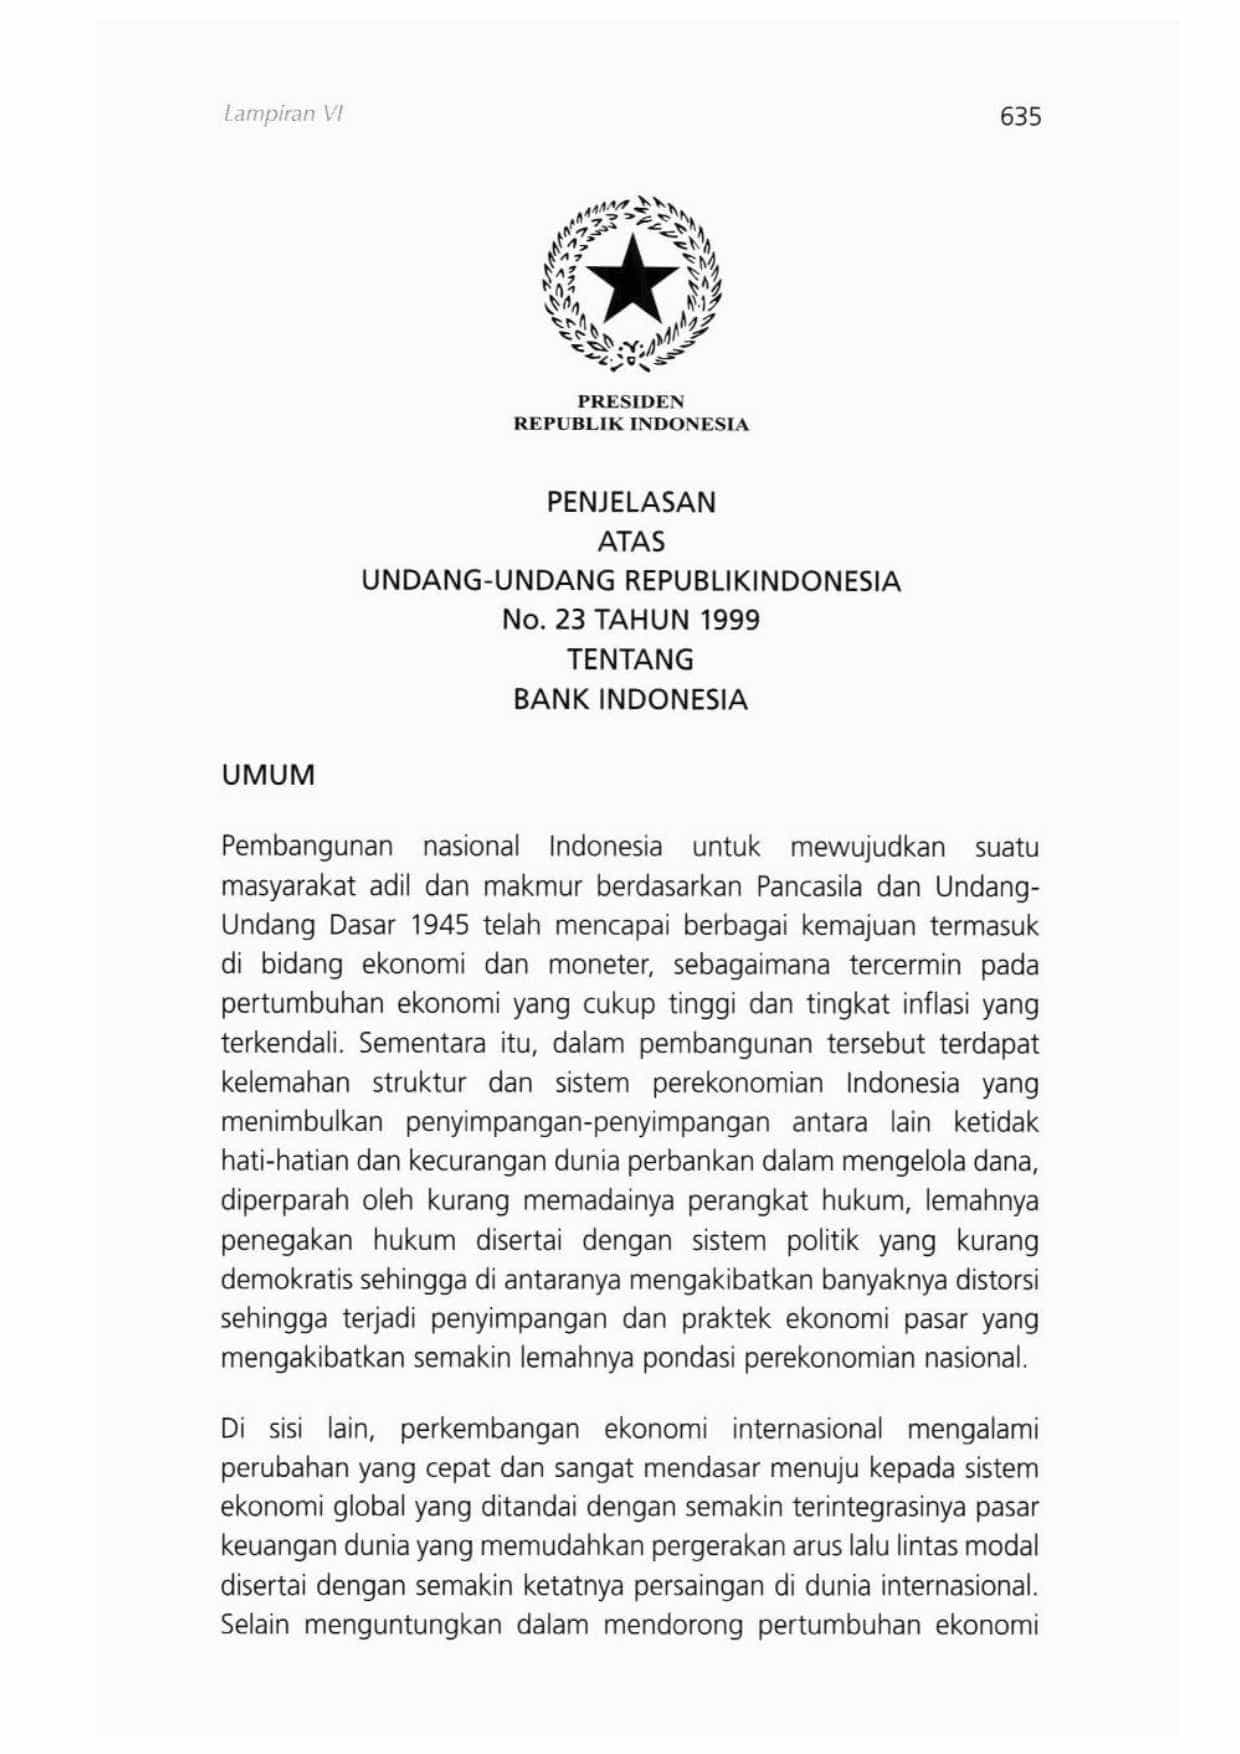 Lampiran VI
635
PRESIDEN
REPUBLIK INDONESIA
PENJELASAN
ATAS
UNDANG-UNDANG REPUBLIKINDONESIA
No. 23 TAHUN 1999
TENTANG
BANK INDONESIA
UMUM
Pembangunan nasional Indonesia untuk mewujudkan suatu
masyarakat adil dan makmur berdasarkan Pancasila dan Undang-
Undang Dasar 1945 telah mencapai berbagai kemajuan termasuk
di bidang ekonomi dan moneter, sebagaimana tercermin pada
pertumbuhan ekonomi yang cukup tinggi dan tingkat inflasi yang
terkendali. Sementara itu, dalam pembangunan tersebut terdapat
kelemahan struktur dan sistem perekonomian Indonesia yang
menimbulkan penyimpangan-penyimpangan antara lain ketidak
hati-hatian dan kecurangan dunia perbankan dalam mengelola dana,
diperparah oleh kurang memadainya perangkat hukum, lemahnya
penegakan hukum disertai dengan sistem politik yang kurang
demokratis sehingga di antaranya mengakibatkan banyaknya distorsi
sehingga terjadi penyimpangan dan praktek ekonomi pasar yang
mengakibatkan semakin lemahnya pondasi perekonomian nasional.
Di sisi lain, perkembangan ekonomi internasional mengalami
perubahan yang cepat dan sangat mendasar menuju kepada sistem
ekonomi global yang ditandai dengan semakin terintegrasinya pasar
keuangan dunia yang memudahkan pergerakan arus lalu lintas modal
disertai dengan semakin ketatnya persaingan di dunia internasional.
Selain menguntungkan dalam mendorong pertumbuhan ekonomi